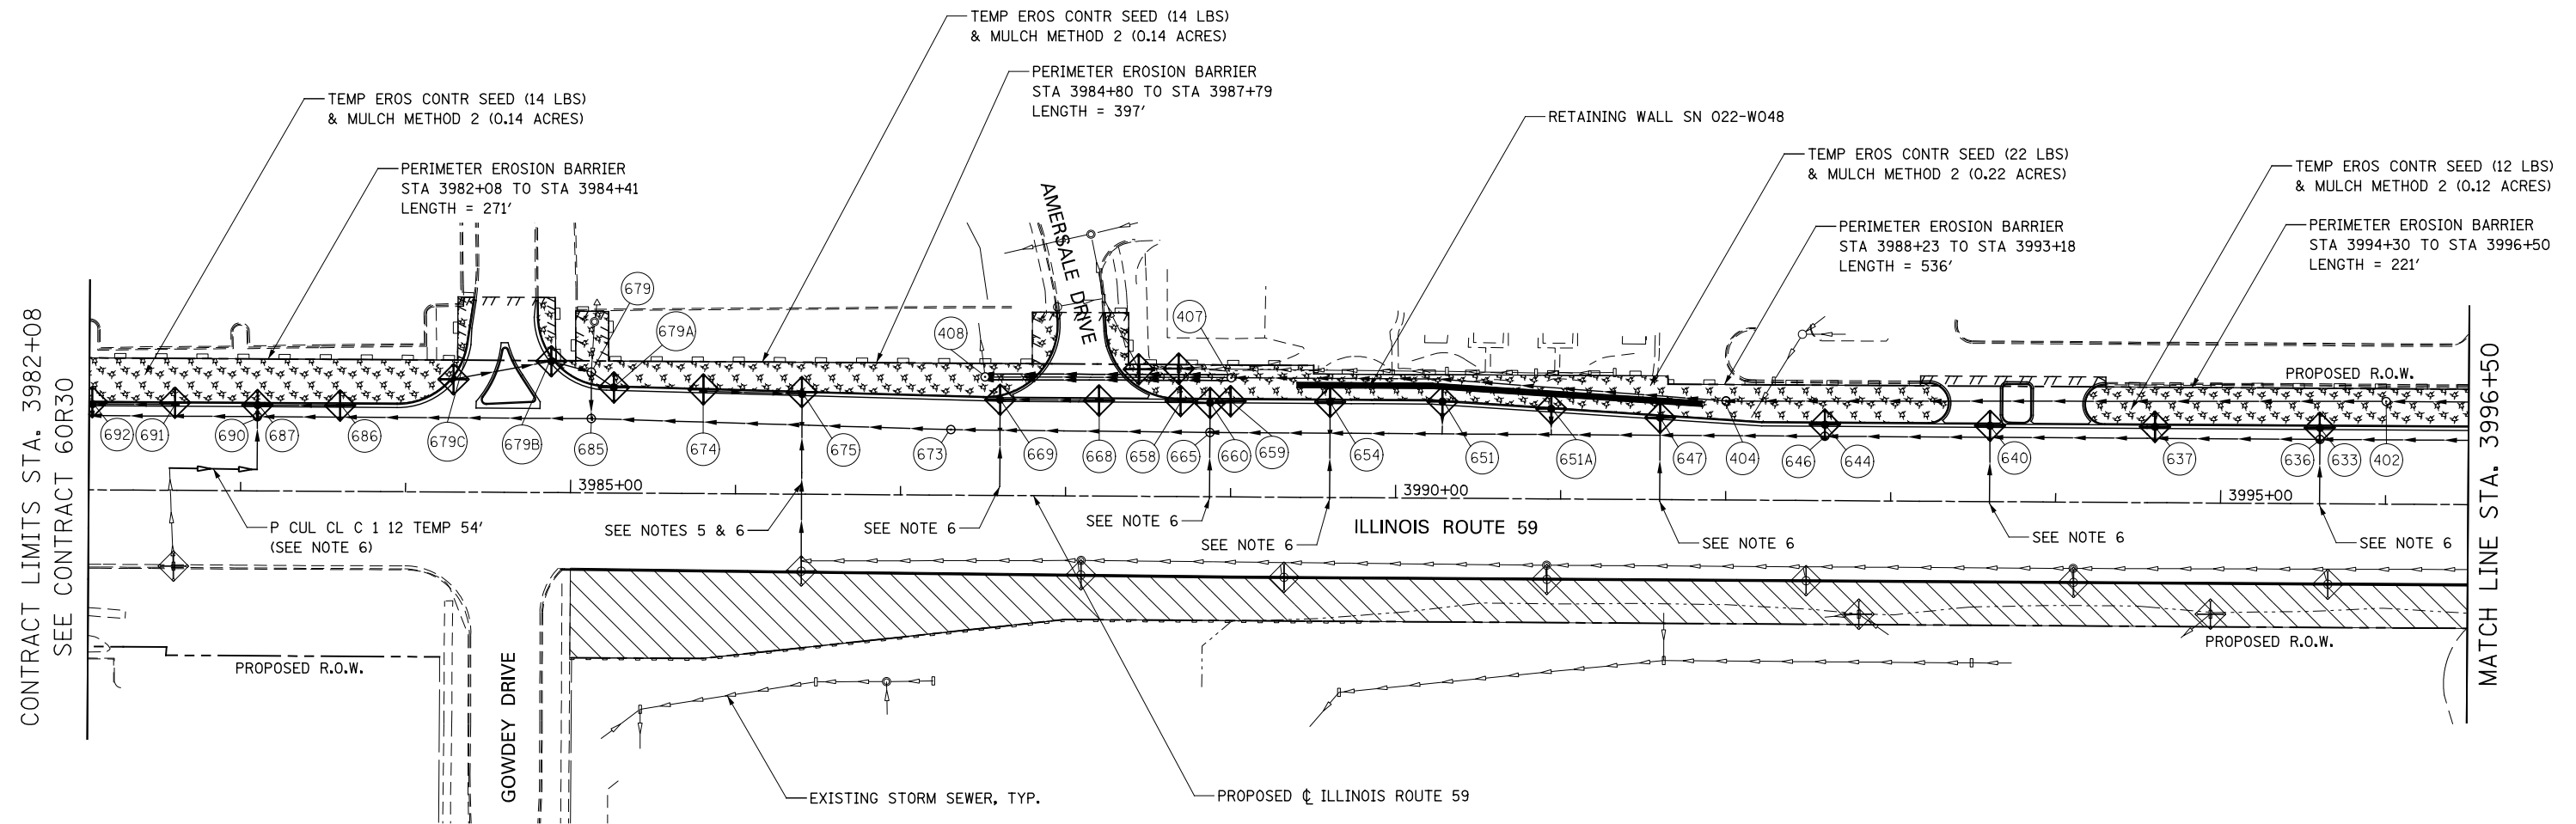 TEMP EROS CONTR SEED (14 LBS)
& MULCH METHOD 2 (0.14 ACRES)
PERIMETER EROSION BARRIER
STA 3984+80 TO STA 3987+79
LENGTH = 397'
TEMP EROS CONTR SEED (14 LBS)
& MULCH METHOD 2 (0.14 ACRES)
PERIMETER EROSION BARRIER
STA 3982+08 TO STA 3984+41
LENGTH = 271'
RETAINING WALL SN 022-W048
TEMP EROS CONTR SEED (22 LBS)
& MULCH METHOD 2 (0.22 ACRES)
PERIMETER EROSION BARRIER
STA 3988+23 TO STA 3993+18
LENGTH = 536'
TEMP EROS CONTR SEED (12 LBS)
& MULCH METHOD 2 (0.12 ACRES)
PERIMETER EROSION BARRIER
STA 3994+30 TO STA 3996+50
LENGTH = 221'
CONTRACT LIMITS STA. 3982+08
SEE CONTRACT 60R30
AMERSALE DRIVE
679
679A
408
407
PROPOSED R.O.W.
692
691
690
687
686
679C
679B
685
674
675
673
669
668
658
665
660
659
654
651
651A
647
404
646
644
640
637
636
633
402
3985+00
3990+00
3995+00
P CUL CL C 1 12 TEMP 54'
(SEE NOTE 6)
SEE NOTES 5 & 6
SEE NOTE 6
SEE NOTE 6
SEE NOTE 6
ILLINOIS ROUTE 59
SEE NOTE 6
SEE NOTE 6
SEE NOTE 6
MATCH LINE STA. 3996+50
PROPOSED R.O.W.
PROPOSED R.O.W.
GOWDEY DRIVE
EXISTING STORM SEWER, TYP.
PROPOSED ℄ ILLINOIS ROUTE 59